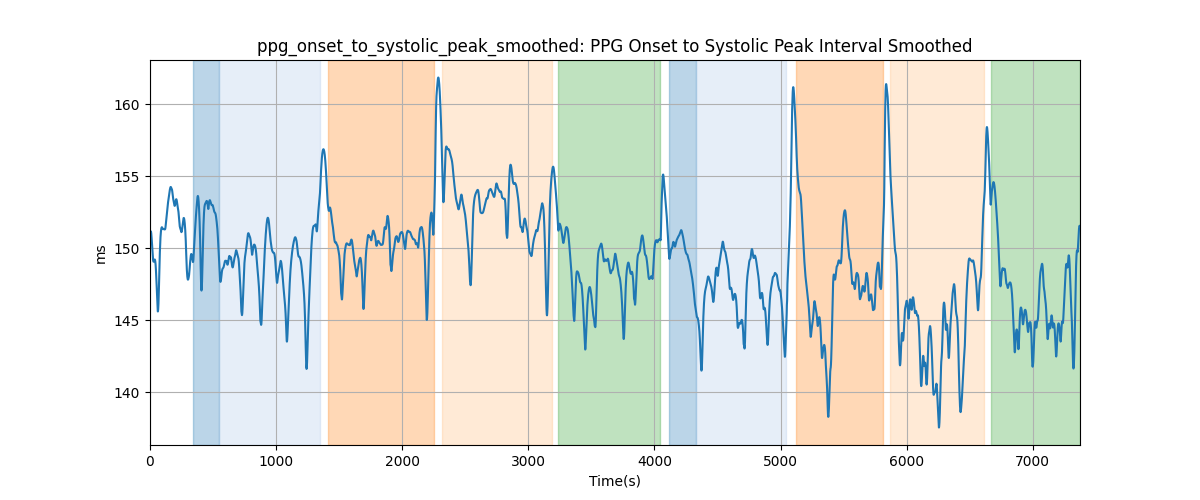 ppg_onset_to_systolic_peak_smoothed: PPG Onset to Systolic Peak Interval Smoothed
160
155
150
145
140
ms
0 1000 2000 3000 4000 5000 6000 7000
Time(s)